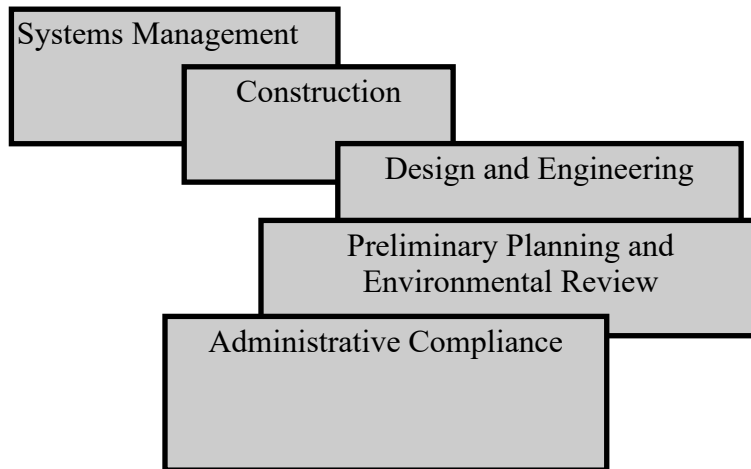 Systems Management
Construction
Design and Engineering
Preliminary Planning and
Environmental Review
Administrative Compliance